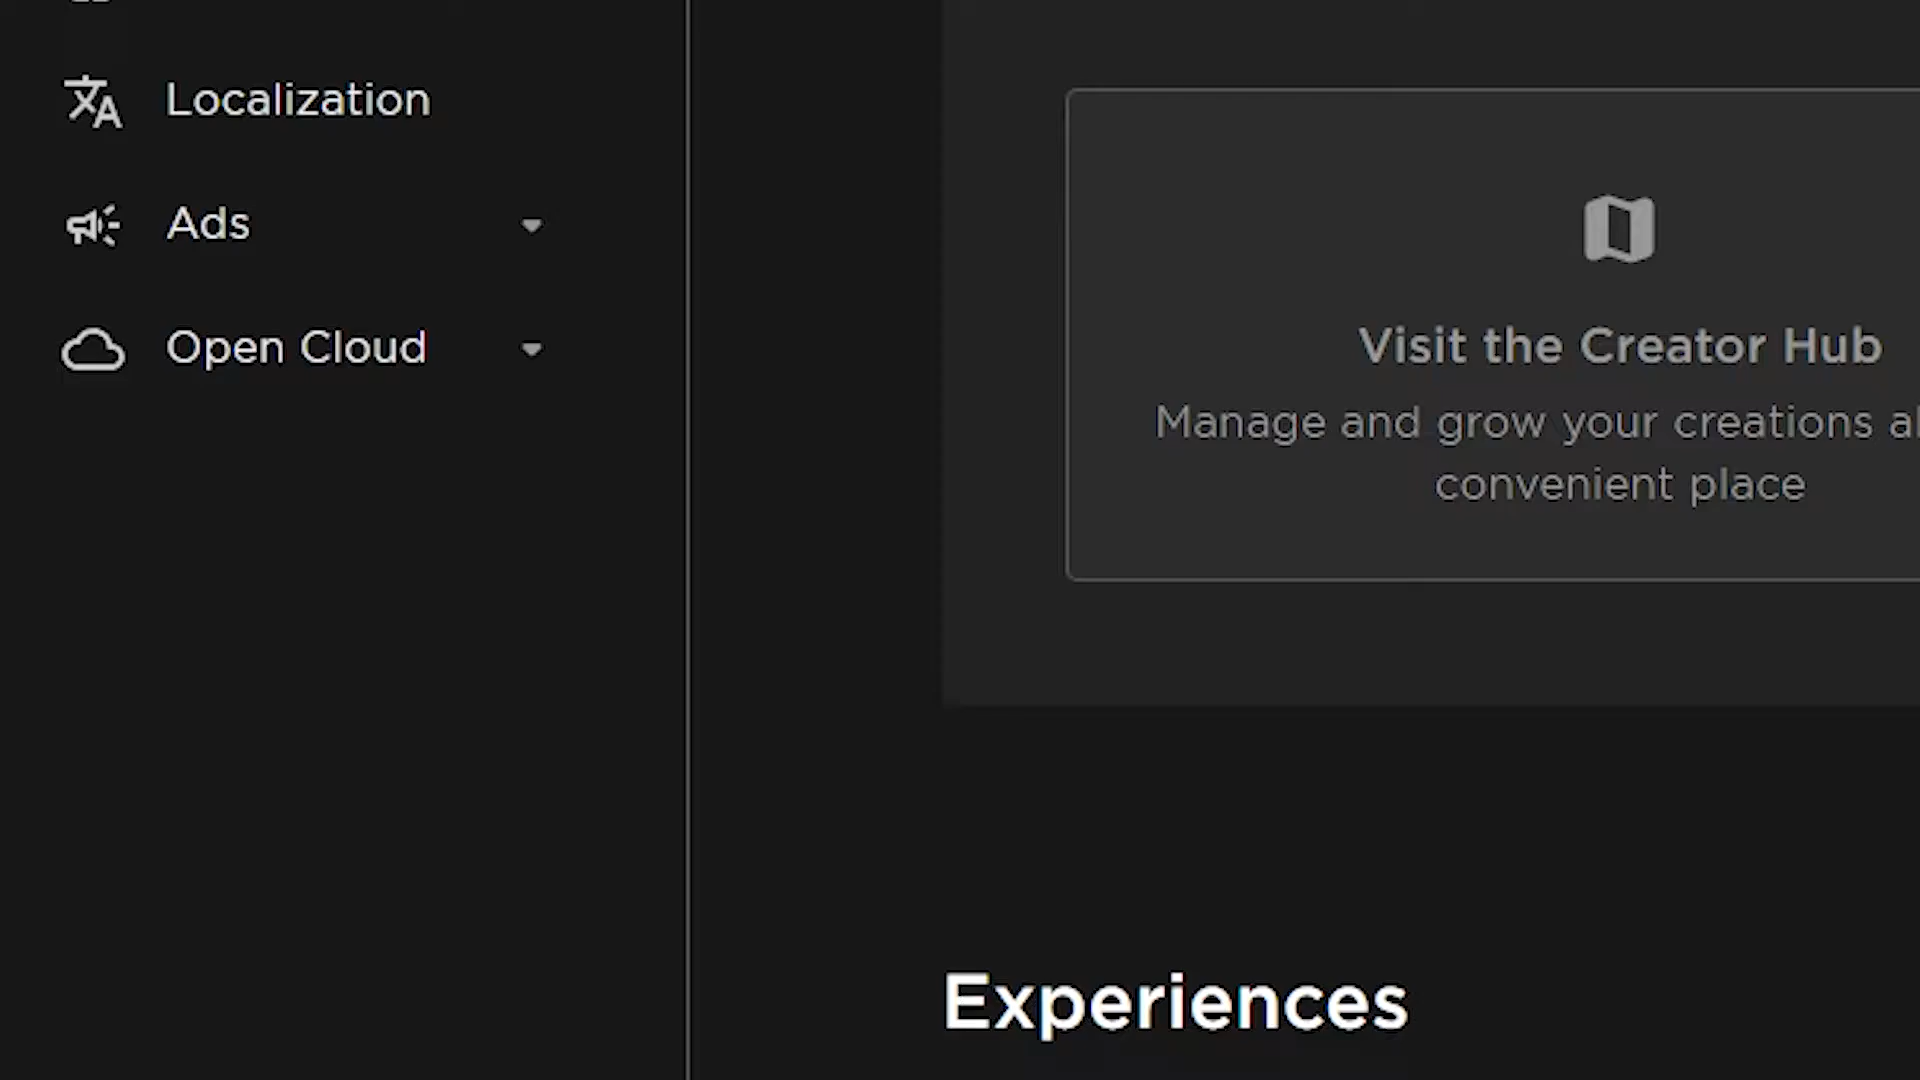 Localization
Ads
Open Cloud
Visit the Creator Hub
Manage and grow your creations
convenient place
Experiences